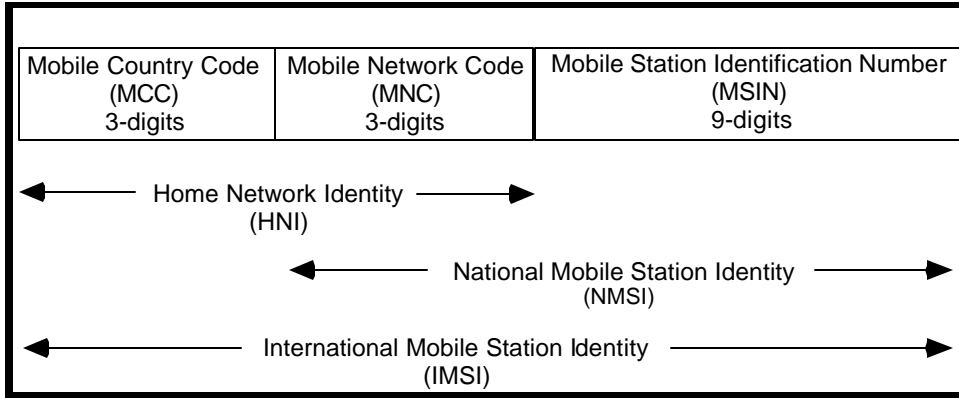 Mobile Country Code
(MCC)
3-digits
Mobile Network Code
(MNC)
3-digits
Mobile Station Identification Number
(MSIN)
9-digits
Home Network Identity
(HNI)
National Mobile Station Identity
(NMSI)
International Mobile Station Identity
(IMSI)